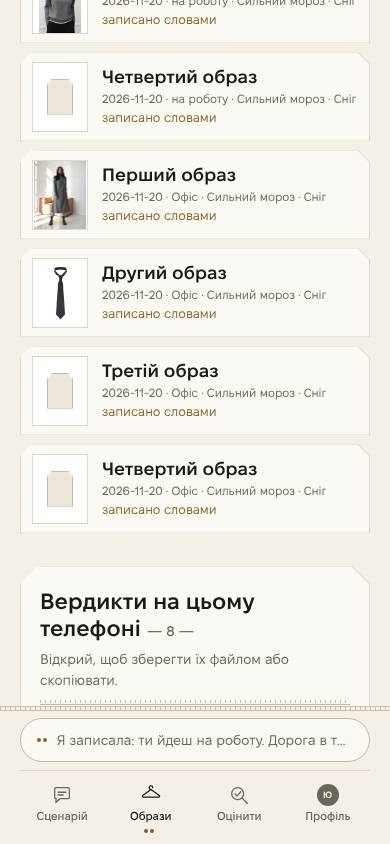 2026-11-20 · на роботу · Сильний мороз · Сніг
записано словами
Четвертий образ
2026-11-20 · на роботу · Сильний мороз · Сніг
записано словами
Перший образ
2026-11-20 · Офіс · Сильний мороз · Сніг
записано словами
Другий образ
2026-11-20 · Офіс · Сильний мороз · Сніг
записано словами
Третій образ
2026-11-20 · Офіс · Сильний мороз · Сніг
записано словами
Четвертий образ
2026-11-20 · Офіс · Сильний мороз · Сніг
записано словами
Вердикти на цьому
телефоні — 8 —
Відкрий, щоб зберегти їх файлом або
скопіювати.
Я записала: ти йдеш на роботу. Дорога в т...
Сценарій
Образи
Оцінити
Ю
Профіль